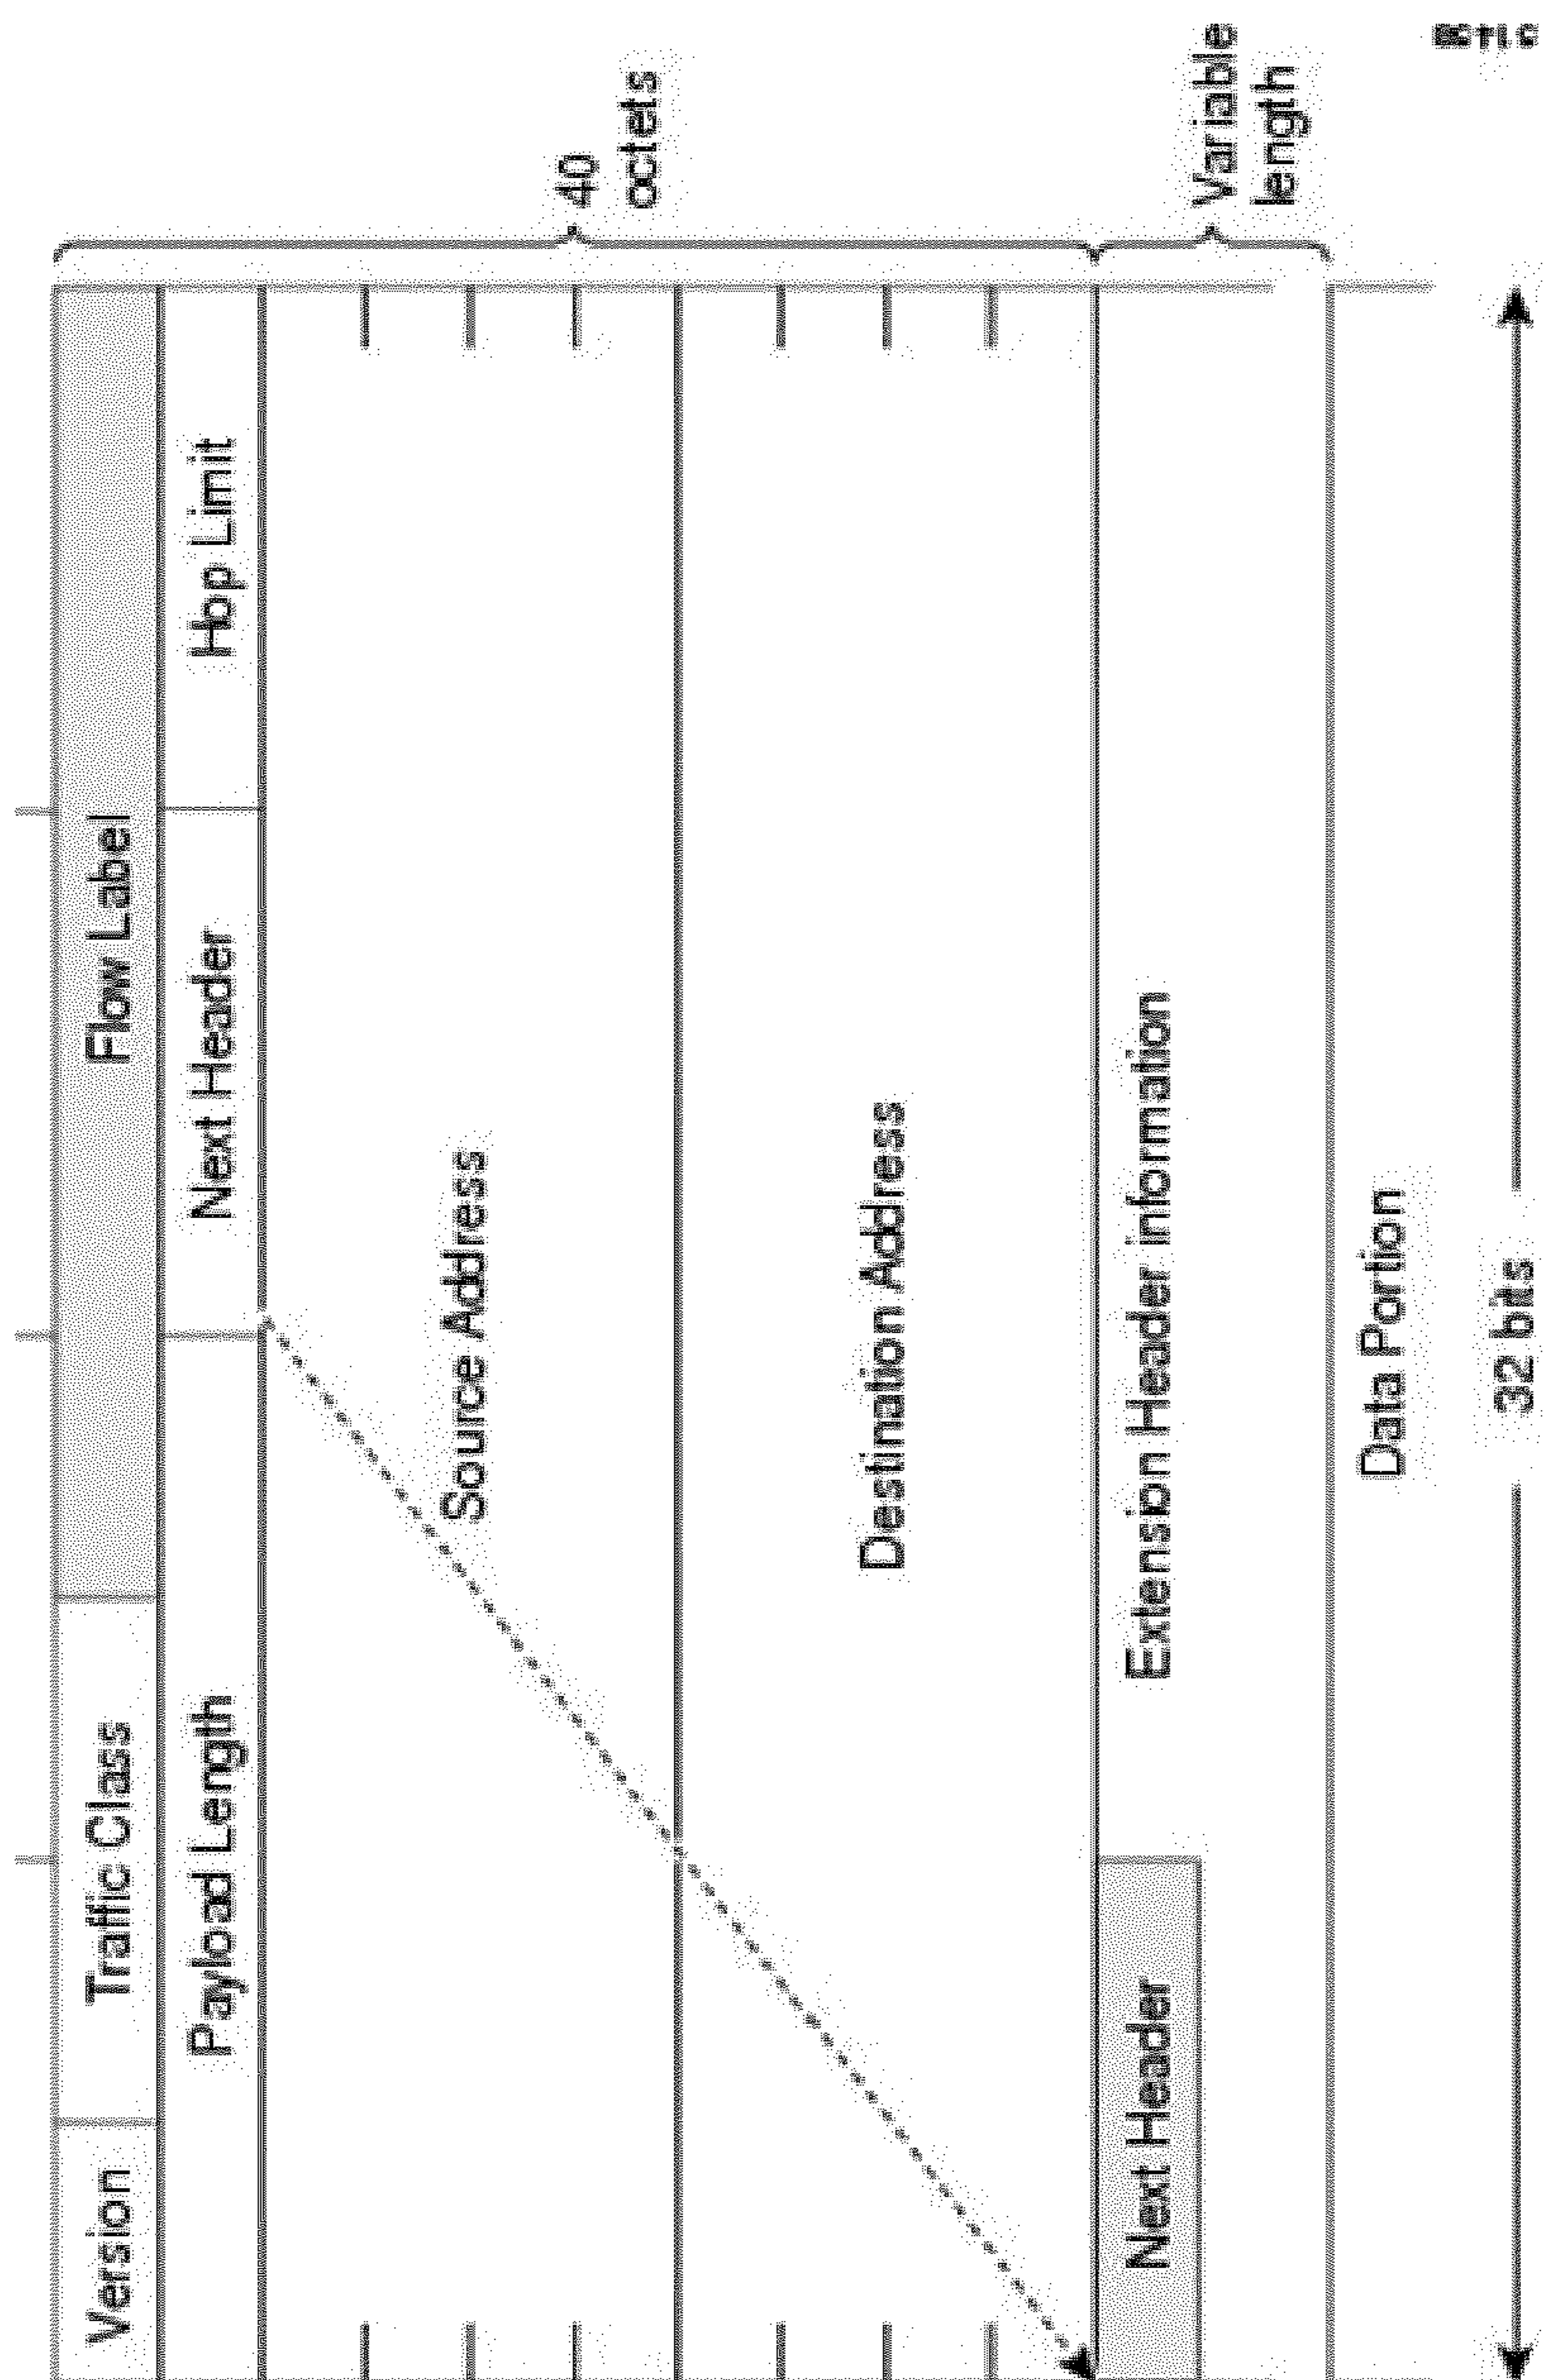 Version
Traffic Class
Flow Label
Payload Length
Next Header
Hop Limit
Source Address
40
octets
Destination Address
Next Header
Extension Header information
Variable
length
Data Portion
32 bits